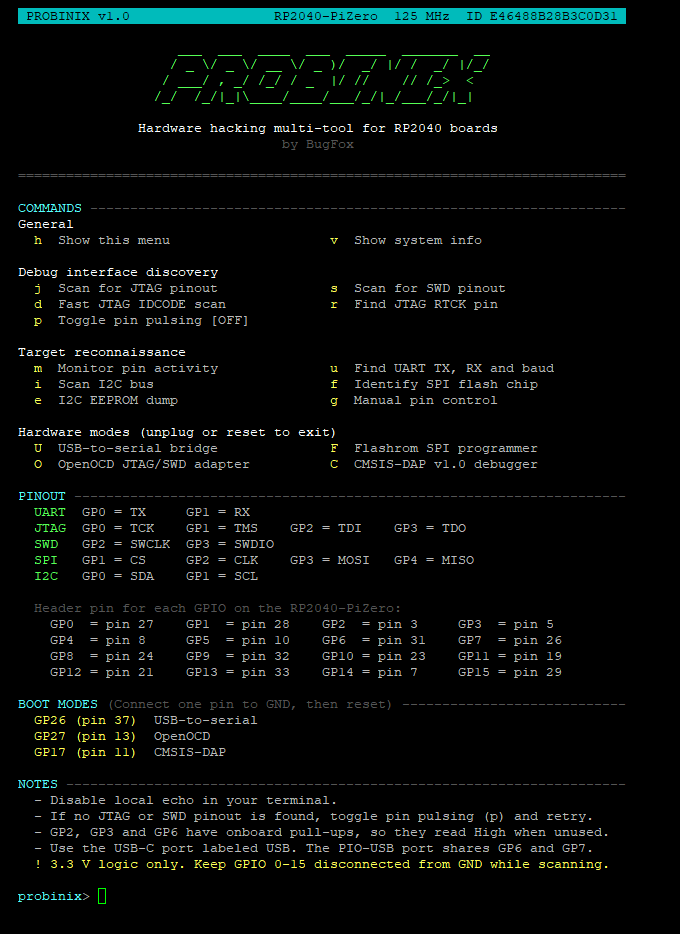 PROBINIX v1.0 RP2040-PiZero 125 MHz ID E46488B28B3C0D31
PROBINIX
Hardware hacking multi-tool for RP2040 boards
by BugFox
COMMANDS
General
h Show this menu v Show system info
Debug interface discovery
j Scan for JTAG pinout s Scan for SWD pinout
d Fast JTAG IDCODE scan r Find JTAG RTCK pin
p Toggle pin pulsing [OFF]
Target reconnaissance
m Monitor pin activity u Find UART TX, RX and baud
i Scan I2C bus f Identify SPI flash chip
e I2C EEPROM dump g Manual pin control
Hardware modes (unplug or reset to exit)
U USB-to-serial bridge F Flashrom SPI programmer
O OpenOCD JTAG/SWD adapter C CMSIS-DAP v1.0 debugger
PINOUT
UART GP0 = TX GP1 = RX
JTAG GP0 = TCK GP1 = TMS GP2 = TDI GP3 = TDO
SWD GP2 = SWCLK GP3 = SWDIO
SPI GP1 = CS GP2 = CLK GP3 = MOSI GP4 = MISO
I2C GP0 = SDA GP1 = SCL
Header pin for each GPIO on the RP2040-PiZero:
GP0 = pin 27 GP1 = pin 28 GP2 = pin 3 GP3 = pin 5
GP4 = pin 8 GP5 = pin 10 GP6 = pin 31 GP7 = pin 26
GP8 = pin 24 GP9 = pin 32 GP10 = pin 23 GP11 = pin 19
GP12 = pin 21 GP13 = pin 33 GP14 = pin 7 GP15 = pin 29
BOOT MODES (Connect one pin to GND, then reset)
GP26 (pin 37) USB-to-serial
GP27 (pin 13) OpenOCD
GP17 (pin 11) CMSIS-DAP
NOTES
- Disable local echo in your terminal.
- If no JTAG or SWD pinout is found, toggle pin pulsing (p) and retry.
- GP2, GP3 and GP6 have onboard pull-ups, so they read High when unused.
- Use the USB-C port labeled USB. The PIO-USB port shares GP6 and GP7.
! 3.3 V logic only. Keep GPIO 0-15 disconnected from GND while scanning.
probinix>